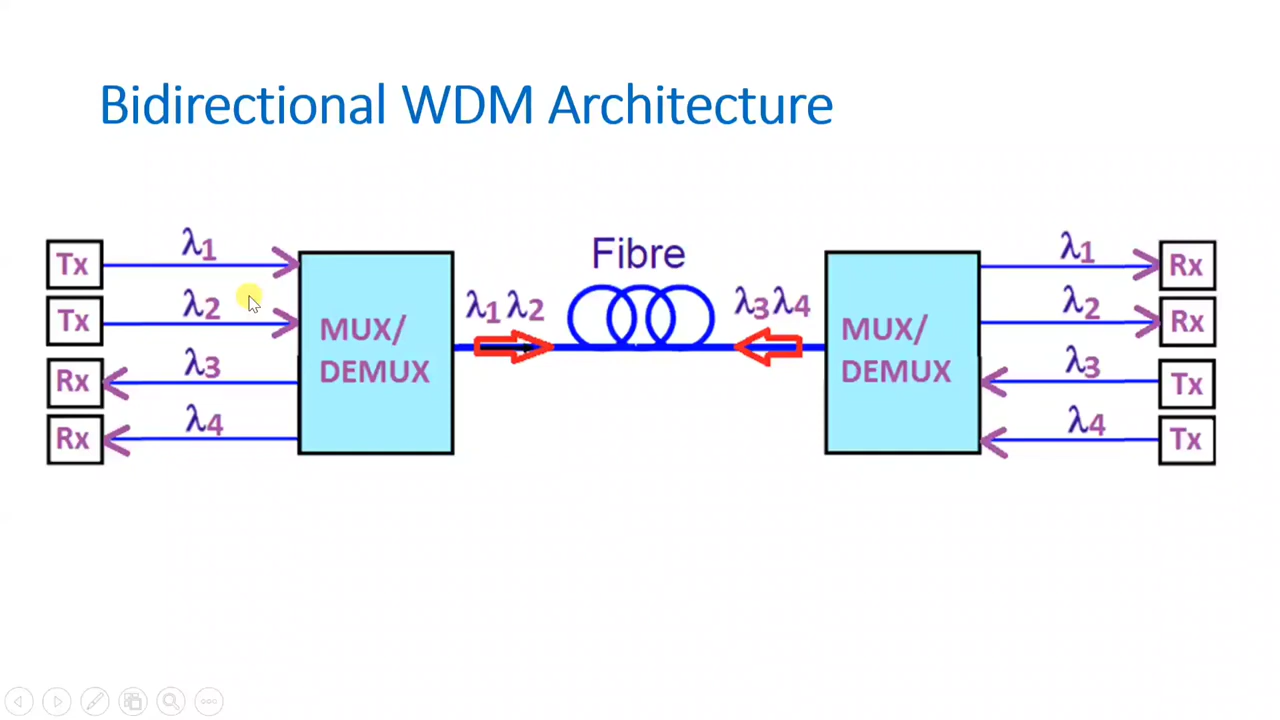 Bidirectional WDM Architecture
Fibre
Tx λ1
Tx λ2
Rx λ3
Rx λ4
MUX/
DEMUX
λ1 λ2
λ3 λ4
MUX/
DEMUX
λ1 Rx
λ2 Rx
λ3 Tx
λ4 Tx